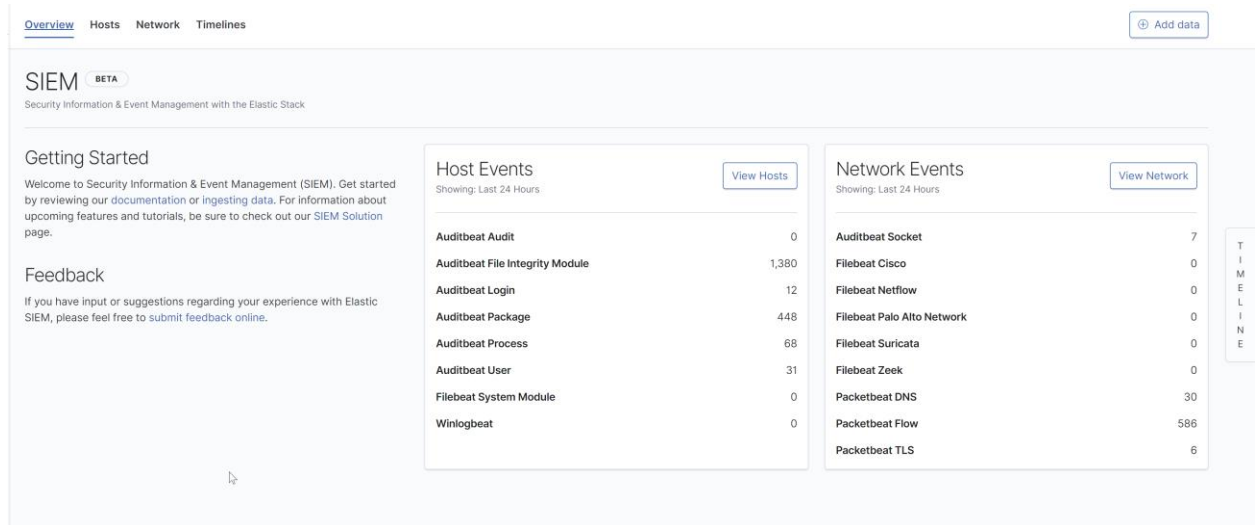 Overview Hosts Network Timelines
Add data
SIEM BETA
Security Information & Event Management with the Elastic Stack
Getting Started
Welcome to Security Information & Event Management (SIEM). Get started
by reviewing our documentation or ingesting data. For information about
upcoming features and tutorials, be sure to check out our SIEM Solution
page.
Feedback
If you have input or suggestions regarding your experience with Elastic
SIEM, please feel free to submit feedback online.
Host Events
View Hosts
Showing: Last 24 Hours
Auditbeat Audit 0
Auditbeat File Integrity Module 1,380
Auditbeat Login 12
Auditbeat Package 448
Auditbeat Process 68
Auditbeat User 31
Filebeat System Module 0
Winlogbeat 0
Network Events
View Network
Showing: Last 24 Hours
Auditbeat Socket 7
Filebeat Cisco 0
Filebeat Netflow 0
Filebeat Palo Alto Network 0
Filebeat Suricata 0
Filebeat Zeek 0
Packetbeat DNS 30
Packetbeat Flow 586
Packetbeat TLS 6
TIMELINE